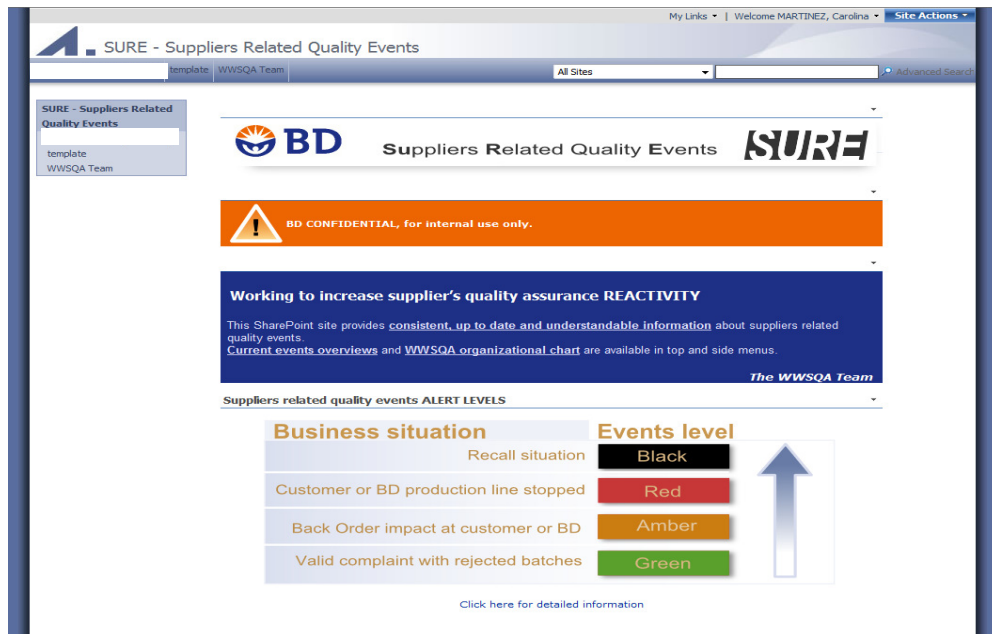 My Links | Welcome MARTINEZ, Carolina Site Actions
SURE - Suppliers Related Quality Events
template WWSQA Team All Sites Advanced Search
SURE - Suppliers Related
Quality Events
template
WWSQA Team
BD Suppliers Related Quality Events SURE
BD CONFIDENTIAL, for internal use only.
Working to increase supplier's quality assurance REACTIVITY
This SharePoint site provides consistent, up to date and understandable information about suppliers related
quality events.
Current events overviews and WWSQA organizational chart are available in top and side menus.
The WWSQA Team
Suppliers related quality events ALERT LEVELS
Business situation Events level
Recall situation Black
Customer or BD production line stopped Red
Back Order impact at customer or BD Amber
Valid complaint with rejected batches Green
Click here for detailed information